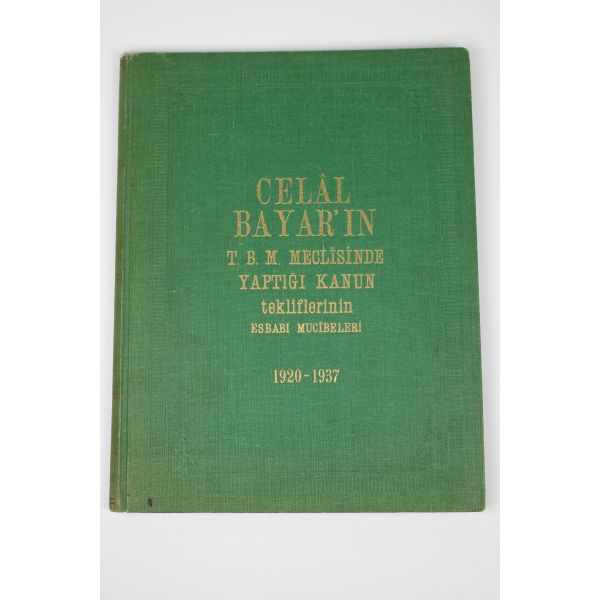 CELÂL
BAYAR'IN
T. B. M. MECLİSİNDE
YAPTIĞI KANUN
tekliflerinin
ESBABI MUCİBELERİ
1920-1937